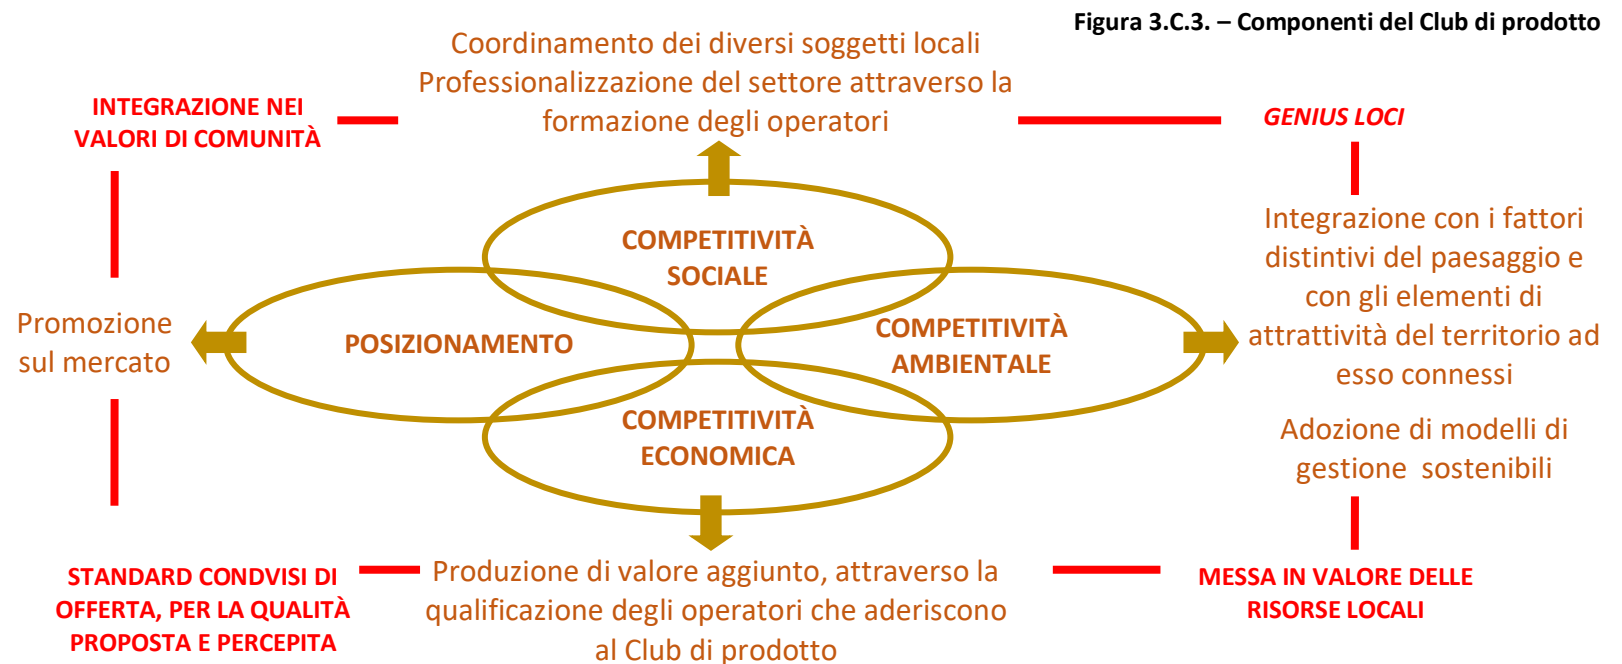 Figura 3.C.3. – Componenti del Club di prodotto
Coordinamento dei diversi soggetti locali
Professionalizzazione del settore attraverso la
formazione degli operatori
INTEGRAZIONE NEI
VALORI DI COMUNITÀ
GENIUS LOCI
COMPETITIVITÀ
SOCIALE
Integrazione con i fattori
distintivi del paesaggio e
con gli elementi di
attrattività del territorio ad
esso connessi
Promozione
sul mercato
POSIZIONAMENTO
COMPETITIVITÀ
AMBIENTALE
COMPETITIVITÀ
ECONOMICA
Adozione di modelli di
gestione sostenibili
STANDARD CONDVISI DI
OFFERTA, PER LA QUALITÀ
PROPOSTA E PERCEPITA
Produzione di valore aggiunto, attraverso la
qualificazione degli operatori che aderiscono
al Club di prodotto
MESSA IN VALORE DELLE
RISORSE LOCALI